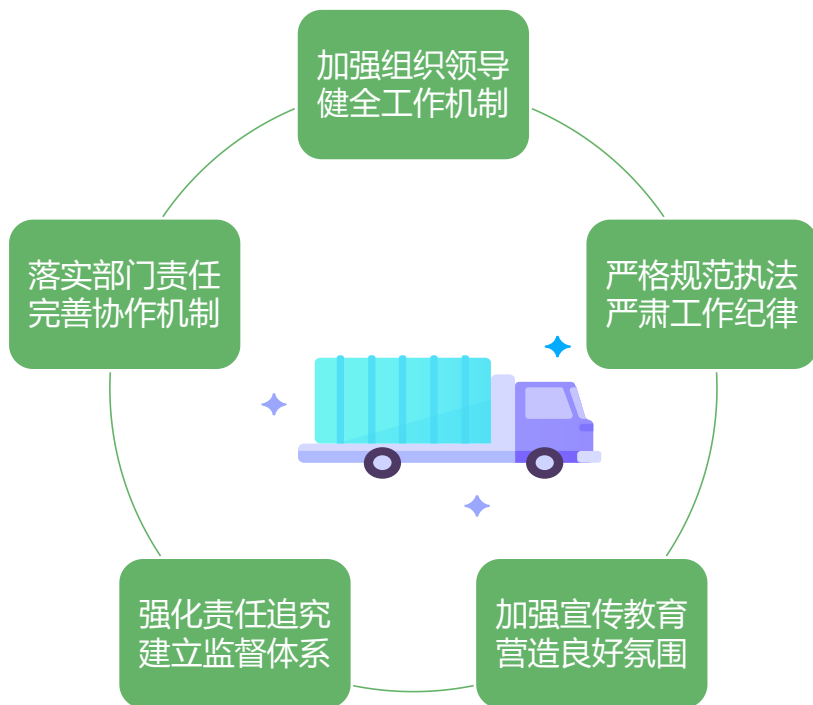 加强组织领导
健全工作机制
落实部门责任
完善协作机制
严格规范执法
严肃工作纪律
强化责任追究
建立监督体系
加强宣传教育
营造良好氛围